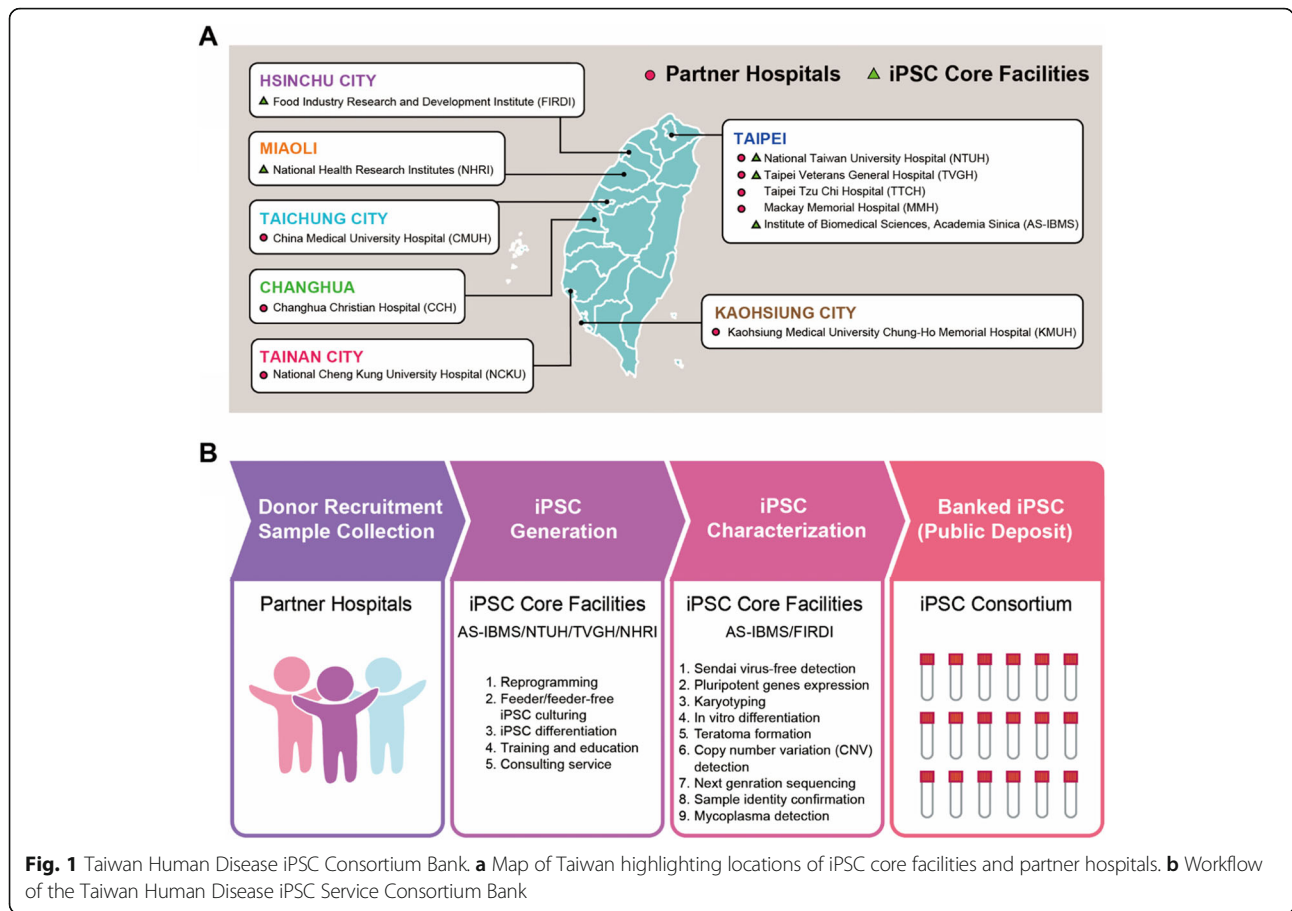 A
Partner Hospitals
iPSC Core Facilities
HSINCHU CITY
Food Industry Research and Development Institute (FIRDI)
MIAOLI
National Health Research Institutes (NHRI)
TAICHUNG CITY
China Medical University Hospital (CMUH)
CHANGHUA
Changhua Christian Hospital (CCH)
TAINAN CITY
National Cheng Kung University Hospital (NCKU)
TAIPEI
National Taiwan University Hospital (NTUH)
Taipei Veterans General Hospital (TVGH)
Taipei Tzu Chi Hospital (TTCH)
Mackay Memorial Hospital (MMH)
Institute of Biomedical Sciences, Academia Sinica (AS-IBMS)
KAOHSIUNG CITY
Kaohsiung Medical University Chung-Ho Memorial Hospital (KMUH)
B
Donor Recruitment
Sample Collection
Partner Hospitals
iPSC
Generation
iPSC Core Facilities
AS-IBMS/NTUH/TVGH/NHRI
1. Reprogramming
2. Feeder/feeder-free
iPSC culturing
3. iPSC differentiation
4. Training and education
5. Consulting service
iPSC
Characterization
iPSC Core Facilities
AS-IBMS/FIRDI
1. Sendai virus-free detection
2. Pluripotent genes expression
3. Karyotyping
4. In vitro differentiation
5. Teratoma formation
6. Copy number variation (CNV)
detection
7. Next genration sequencing
8. Sample identity confirmation
9. Mycoplasma detection
Banked iPSC
(Public Deposit)
iPSC Consortium
Fig. 1 Taiwan Human Disease iPSC Consortium Bank. a Map of Taiwan highlighting locations of iPSC core facilities and partner hospitals. b Workflow
of the Taiwan Human Disease iPSC Service Consortium Bank